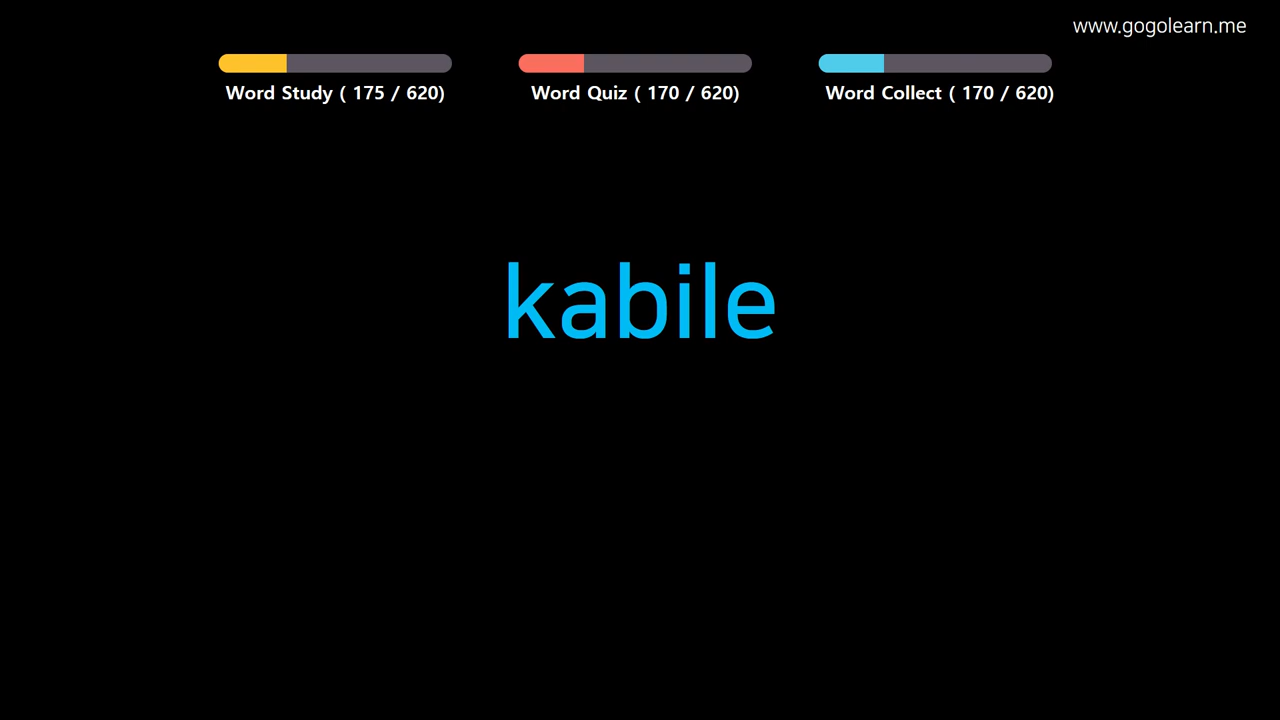 www.gogolearn.me
Word Study ( 175 / 620)
Word Quiz ( 170 / 620)
Word Collect ( 170 / 620)
kabile